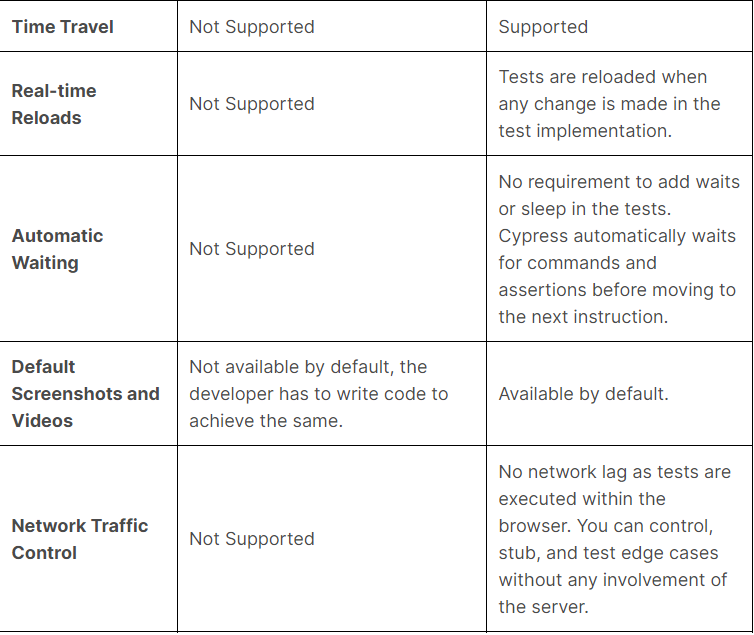 Time Travel
Not Supported
Supported
Real-time
Reloads
Not Supported
Tests are reloaded when
any change is made in the
test implementation.
Automatic
Waiting
Not Supported
No requirement to add waits
or sleep in the tests.
Cypress automatically waits
for commands and
assertions before moving to
the next instruction.
Default
Screenshots and
Videos
Not available by default, the
developer has to write code to
achieve the same.
Available by default.
Network Traffic
Control
Not Supported
No network lag as tests are
executed within the
browser. You can control,
stub, and test edge cases
without any involvement of
the server.